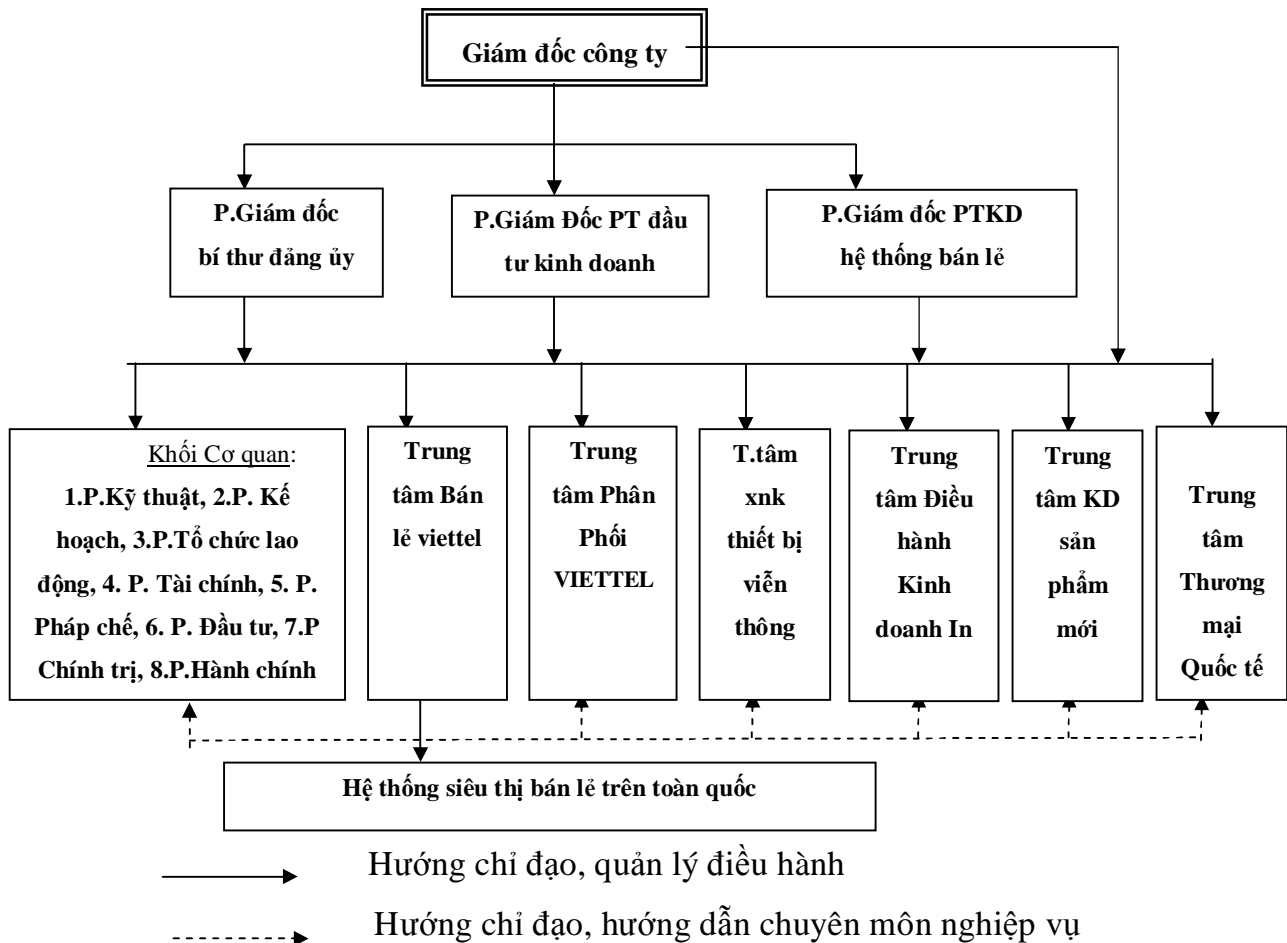 Giám đốc công ty
P.Giám đốc
bí thư đảng ủy
P.Giám Đốc PT đầu
tư kinh doanh
P.Giám đốc PTKD
hệ thống bán lẻ
Khối Cơ quan:
1.P.Kỹ thuật, 2.P. Kế
hoạch, 3.P.Tổ chức lao
động, 4. P. Tài chính, 5. P.
Pháp chế, 6. P. Đầu tư, 7.P
Chính trị, 8.P.Hành chính
Trung
tâm Bán
lẻ viettel
Trung
tâm Phân
Phối
VIETTEL
T.tâm
xnk
thiết bị
viễn
thông
Trung
tâm Điều
hành
Kinh
doanh In
Trung
tâm KD
sản
phẩm
mới
Trung
tâm
Thương
mại
Quốc tế
Hệ thống siêu thị bán lẻ trên toàn quốc
Hướng chỉ đạo, quản lý điều hành
Hướng chỉ đạo, hướng dẫn chuyên môn nghiệp vụ